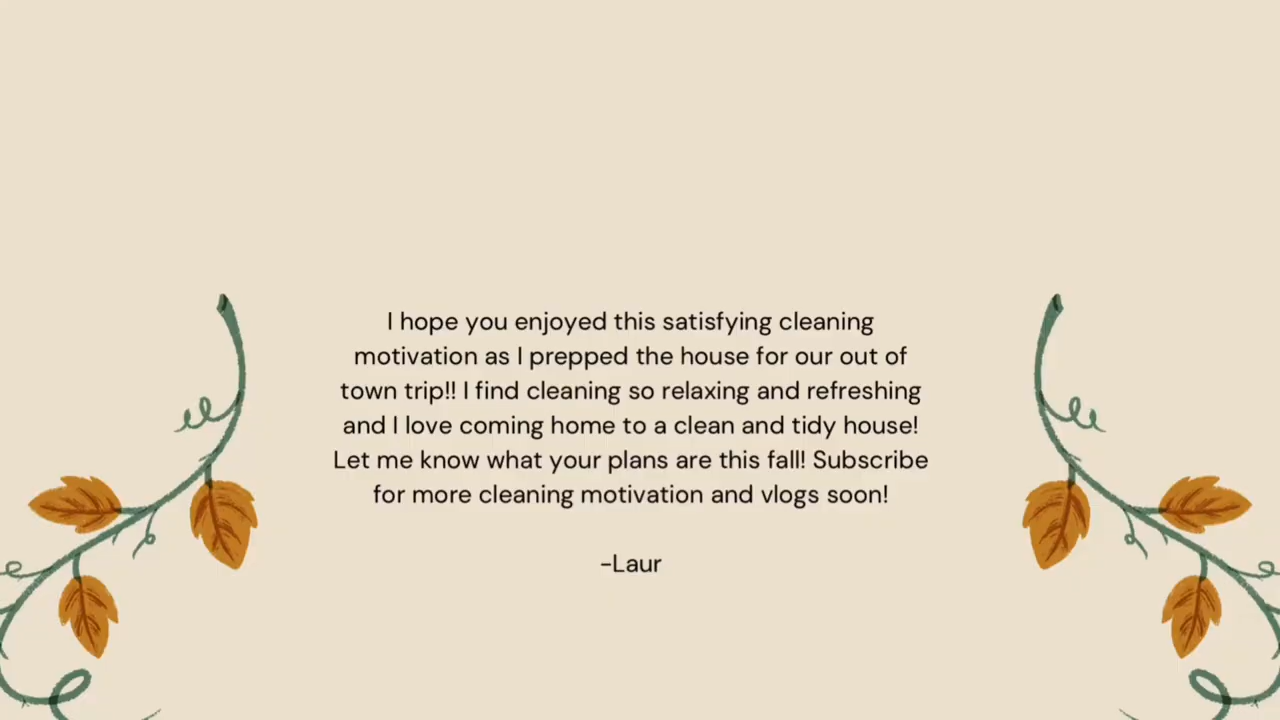 I hope you enjoyed this satisfying cleaning
motivation as I prepped the house for our out of
town trip!! I find cleaning so relaxing and refreshing
and I love coming home to a clean and tidy house!
Let me know what your plans are this fall! Subscribe
for more cleaning motivation and vlogs soon!
-Laur